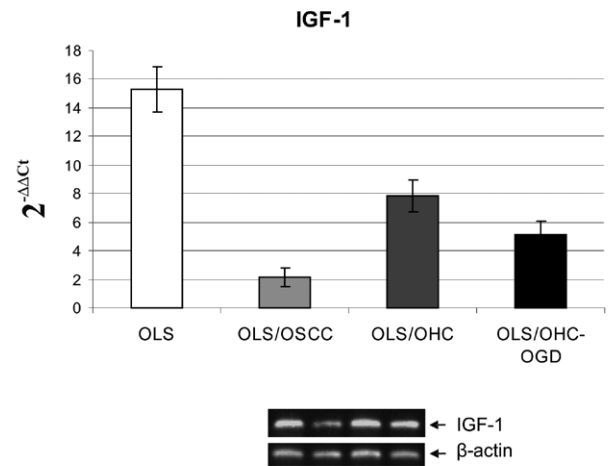 IGF-1
18
16
14
12
10
8
6
4
2
0
2^-ΔΔCt
OLS OLS/OSCC OLS/OHC OLS/OHC-
OGD
IGF-1
β-actin